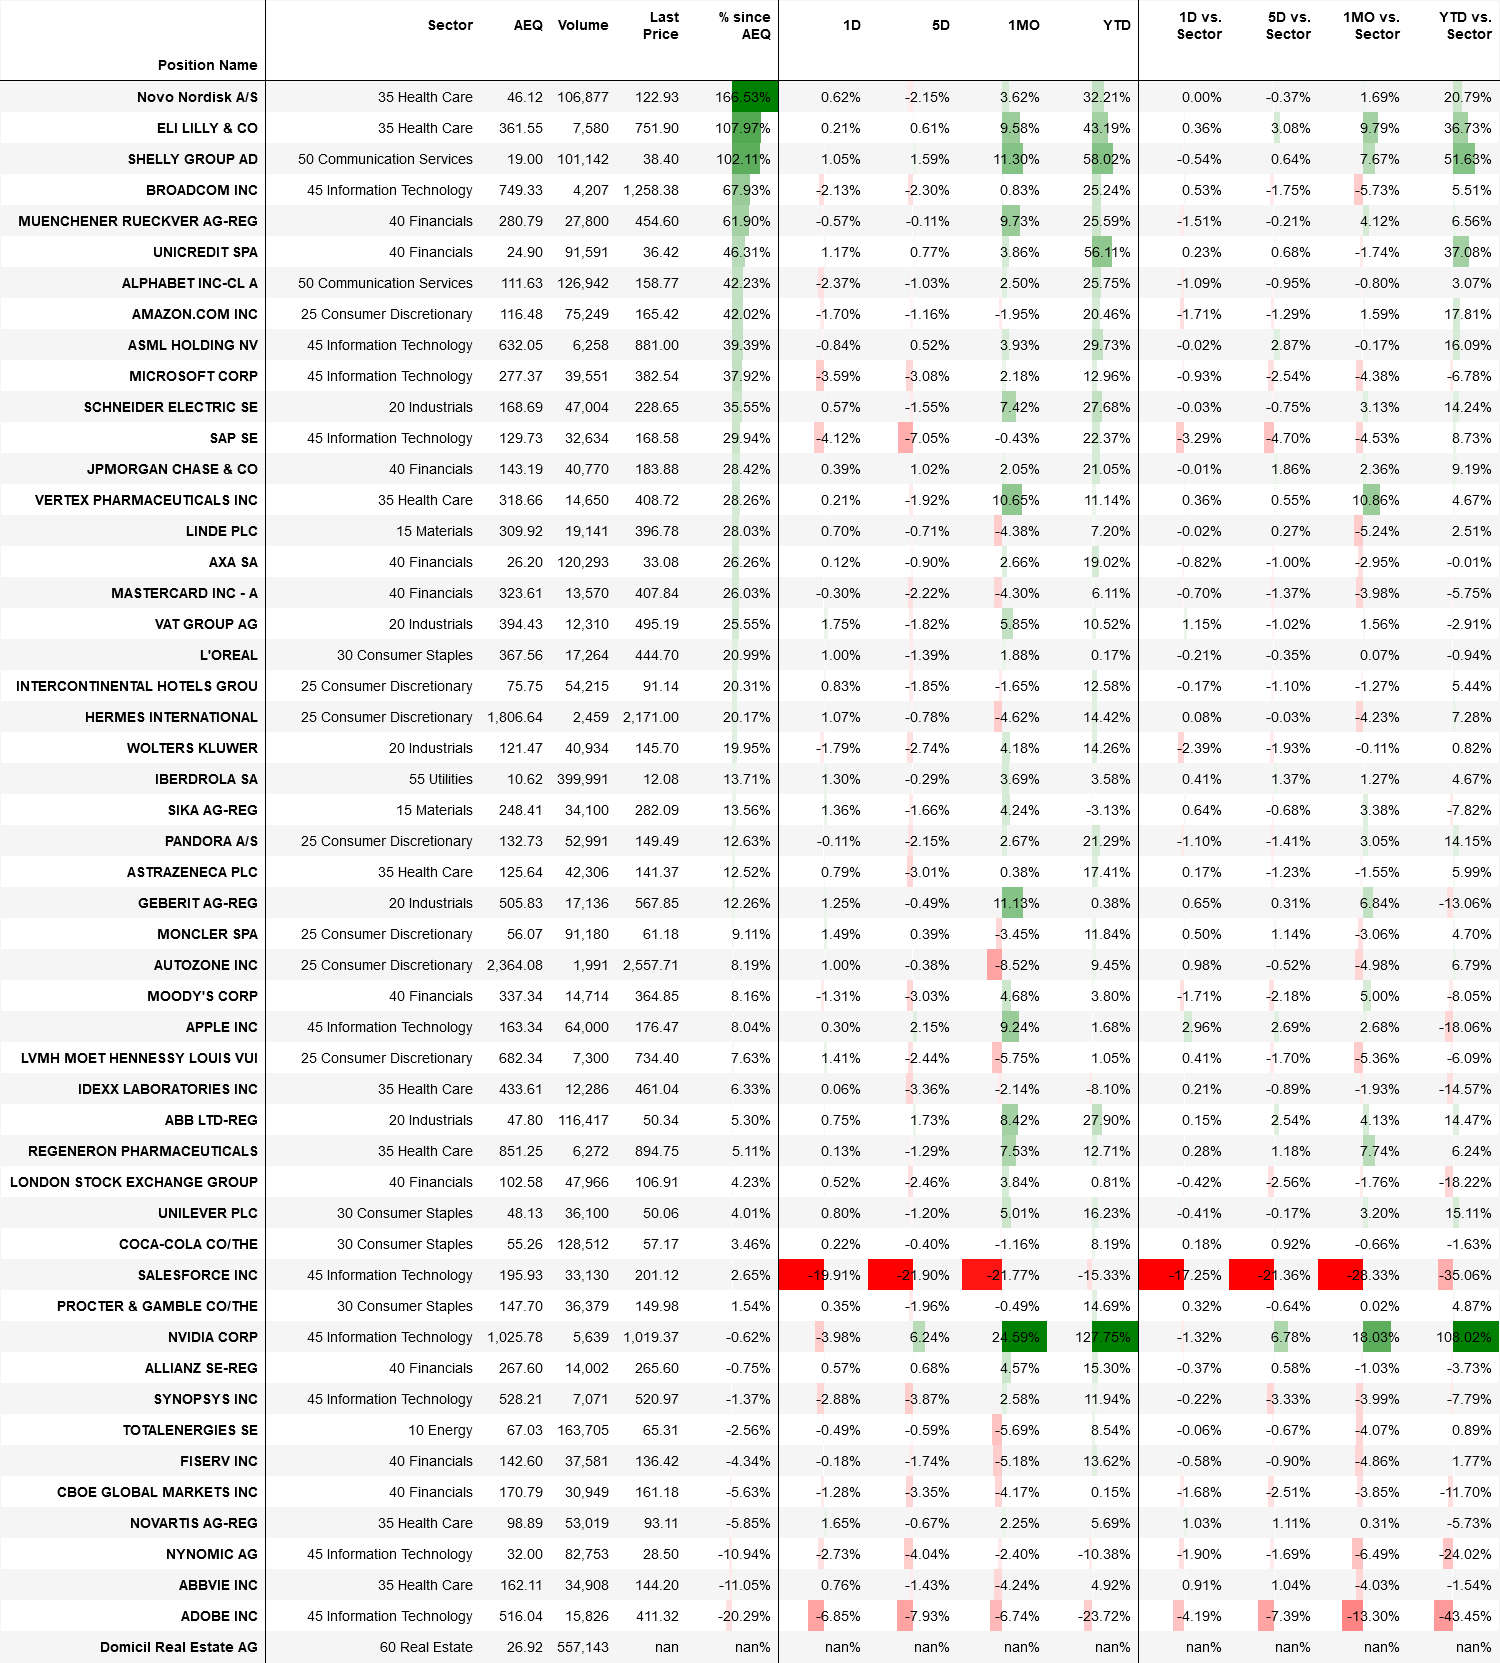 Sector AEQ Volume Last Price % since AEQ 1D 5D 1MO YTD 1D vs. Sector 5D vs. Sector 1MO vs. Sector YTD vs. Sector
Position Name
Novo Nordisk A/S 35 Health Care 46.12 106,877 122.93 166.53% 0.62% -2.15% 3.62% 32.21% 0.00% -0.37% 1.69% 20.79%
ELI LILLY & CO 35 Health Care 361.55 7,580 751.90 107.97% 0.21% 0.61% 9.58% 43.19% 0.36% 3.08% 9.79% 36.73%
SHELLY GROUP AD 50 Communication Services 19.00 101,142 38.40 102.11% 1.05% 1.59% 11.30% 58.02% -0.54% 0.64% 7.67% 51.63%
BROADCOM INC 45 Information Technology 749.33 4,207 1,258.38 67.93% -2.13% -2.30% 0.83% 25.24% 0.53% -1.75% -5.73% 5.51%
MUENCHENER RUECKVER AG-REG 40 Financials 280.79 27,800 454.60 61.90% -0.57% -0.11% 9.73% 25.59% -1.51% -0.21% 4.12% 6.56%
UNICREDIT SPA 40 Financials 24.90 91,591 36.42 46.31% 1.17% 0.77% 3.86% 56.11% 0.23% 0.68% -1.74% 37.08%
ALPHABET INC-CL A 50 Communication Services 111.63 126,942 158.77 42.23% -2.37% -1.03% 2.50% 25.75% -1.09% -0.95% -0.80% 3.07%
AMAZON.COM INC 25 Consumer Discretionary 116.48 75,249 165.42 42.02% -1.70% -1.16% -1.95% 20.46% -1.71% -1.29% 1.59% 17.81%
ASML HOLDING NV 45 Information Technology 632.05 6,258 881.00 39.39% -0.84% 0.52% 3.93% 29.73% -0.02% 2.87% -0.17% 16.09%
MICROSOFT CORP 45 Information Technology 277.37 39,551 382.54 37.92% -3.59% -3.08% 2.18% 12.96% -0.93% -2.54% -4.38% -6.78%
SCHNEIDER ELECTRIC SE 20 Industrials 168.69 47,004 228.65 35.55% 0.57% -1.55% 7.42% 27.68% -0.03% -0.75% 3.13% 14.24%
SAP SE 45 Information Technology 129.73 32,634 168.58 29.94% -4.12% -7.05% -0.43% 22.37% -3.29% -4.70% -4.53% 8.73%
JPMORGAN CHASE & CO 40 Financials 143.19 40,770 183.88 28.42% 0.39% 1.02% 2.05% 21.05% -0.01% 1.86% 2.36% 9.19%
VERTEX PHARMACEUTICALS INC 35 Health Care 318.66 14,650 408.72 28.26% 0.21% -1.92% 10.65% 11.14% 0.36% 0.55% 10.86% 4.67%
LINDE PLC 15 Materials 309.92 19,141 396.78 28.03% 0.70% -0.71% -4.38% 7.20% -0.02% 0.27% -5.24% 2.51%
AXA SA 40 Financials 26.20 120,293 33.08 26.26% 0.12% -0.90% 2.66% 19.02% -0.82% -1.00% -2.95% -0.01%
MASTERCARD INC - A 40 Financials 323.61 13,570 407.84 26.03% -0.30% -2.22% -4.30% 6.11% -0.70% -1.37% -3.98% -5.75%
VAT GROUP AG 20 Industrials 394.43 12,310 495.19 25.55% 1.75% -1.82% 5.85% 10.52% 1.15% -1.02% 1.56% -2.91%
L'OREAL 30 Consumer Staples 367.56 17,264 444.70 20.99% 1.00% -1.39% 1.88% 0.17% -0.21% -0.35% 0.07% -0.94%
INTERCONTINENTAL HOTELS GROU 25 Consumer Discretionary 75.75 54,215 91.14 20.31% 0.83% -1.85% -1.65% 12.58% -0.17% -1.10% -1.27% 5.44%
HERMES INTERNATIONAL 25 Consumer Discretionary 1,806.64 2,459 2,171.00 20.17% 1.07% -0.78% -4.62% 14.42% 0.08% -0.03% -4.23% 7.28%
WOLTERS KLUWER 20 Industrials 121.47 40,934 145.70 19.95% -1.79% -2.74% 4.18% 14.26% -2.39% -1.93% -0.11% 0.82%
IBERDROLA SA 55 Utilities 10.62 399,991 12.08 13.71% 1.30% -0.29% 3.69% 3.58% 0.41% 1.37% 1.27% 4.67%
SIKA AG-REG 15 Materials 248.41 34,100 282.09 13.56% 1.36% -1.66% 4.24% -3.13% 0.64% -0.68% 3.38% -7.82%
PANDORA A/S 25 Consumer Discretionary 132.73 52,991 149.49 12.63% -0.11% -2.15% 2.67% 21.29% -1.10% -1.41% 3.05% 14.15%
ASTRAZENECA PLC 35 Health Care 125.64 42,306 141.37 12.52% 0.79% -3.01% 0.38% 17.41% 0.17% -1.23% -1.55% 5.99%
GEBERIT AG-REG 20 Industrials 505.83 17,136 567.85 12.26% 1.25% -0.49% 11.13% 0.38% 0.65% 0.31% 6.84% -13.06%
MONCLER SPA 25 Consumer Discretionary 56.07 91,180 61.18 9.11% 1.49% 0.39% -3.45% 11.84% 0.50% 1.14% -3.06% 4.70%
AUTOZONE INC 25 Consumer Discretionary 2,364.08 1,991 2,557.71 8.19% 1.00% -0.38% -8.52% 9.45% 0.98% -0.52% -4.98% 6.79%
MOODY'S CORP 40 Financials 337.34 14,714 364.85 8.16% -1.31% -3.03% 4.68% 3.80% -1.71% -2.18% 5.00% -8.05%
APPLE INC 45 Information Technology 163.34 64,000 176.47 8.04% 0.30% 2.15% 9.24% 1.68% 2.96% 2.69% 2.68% -18.06%
LVMH MOET HENNESSY LOUIS VUI 25 Consumer Discretionary 682.34 7,300 734.40 7.63% 1.41% -2.44% -5.75% 1.05% 0.41% -1.70% -5.36% -6.09%
IDEXX LABORATORIES INC 35 Health Care 433.61 12,286 461.04 6.33% 0.06% -3.36% -2.14% -8.10% 0.21% -0.89% -1.93% -14.57%
ABB LTD-REG 20 Industrials 47.80 116,417 50.34 5.30% 0.75% 1.73% 8.42% 27.90% 0.15% 2.54% 4.13% 14.47%
REGENERON PHARMACEUTICALS 35 Health Care 851.25 6,272 894.75 5.11% 0.13% -1.29% 7.53% 12.71% 0.28% 1.18% 7.74% 6.24%
LONDON STOCK EXCHANGE GROUP 40 Financials 102.58 47,966 106.91 4.23% 0.52% -2.46% 3.84% 0.81% -0.42% -2.56% -1.76% -18.22%
UNILEVER PLC 30 Consumer Staples 48.13 36,100 50.06 4.01% 0.80% -1.20% 5.01% 16.23% -0.41% -0.17% 3.20% 15.11%
COCA-COLA CO/THE 30 Consumer Staples 55.26 128,512 57.17 3.46% 0.22% -0.40% -1.16% 8.19% 0.18% 0.92% -0.66% -1.63%
SALESFORCE INC 45 Information Technology 195.93 33,130 201.12 2.65% -19.91% -21.90% -21.77% -15.33% -17.25% -21.36% -28.33% -35.06%
PROCTER & GAMBLE CO/THE 30 Consumer Staples 147.70 36,379 149.98 1.54% 0.35% -1.96% -0.49% 14.69% 0.32% -0.64% 0.02% 4.87%
NVIDIA CORP 45 Information Technology 1,025.78 5,639 1,019.37 -0.62% -3.98% 6.24% 24.59% 127.75% -1.32% 6.78% 18.03% 108.02%
ALLIANZ SE-REG 40 Financials 267.60 14,002 265.60 -0.75% 0.57% 0.68% 4.57% 15.30% -0.37% 0.58% -1.03% -3.73%
SYNOPSYS INC 45 Information Technology 528.21 7,071 520.97 -1.37% -2.88% -3.87% 2.58% 11.94% -0.22% -3.33% -3.99% -7.79%
TOTALENERGIES SE 10 Energy 67.03 163,705 65.31 -2.56% -0.49% -0.59% -5.69% 8.54% -0.06% -0.67% -4.07% 0.89%
FISERV INC 40 Financials 142.60 37,581 136.42 -4.34% -0.18% -1.74% -5.18% 13.62% -0.58% -0.90% -4.86% 1.77%
CBOE GLOBAL MARKETS INC 40 Financials 170.79 30,949 161.18 -5.63% -1.28% -3.35% -4.17% 0.15% -1.68% -2.51% -3.85% -11.70%
NOVARTIS AG-REG 35 Health Care 98.89 53,019 93.11 -5.85% 1.65% -0.67% 2.25% 5.69% 1.03% 1.11% 0.31% -5.73%
NYNOMIC AG 45 Information Technology 32.00 82,753 28.50 -10.94% -2.73% -4.04% -2.40% -10.38% -1.90% -1.69% -6.49% -24.02%
ABBVIE INC 35 Health Care 162.11 34,908 144.20 -11.05% 0.76% -1.43% -4.24% 4.92% 0.91% 1.04% -4.03% -1.54%
ADOBE INC 45 Information Technology 516.04 15,826 411.32 -20.29% -6.85% -7.93% -6.74% -23.72% -4.19% -7.39% -13.30% -43.45%
Domicil Real Estate AG 60 Real Estate 26.92 557,143 nan nan% nan% nan% nan% nan% nan% nan% nan% nan%